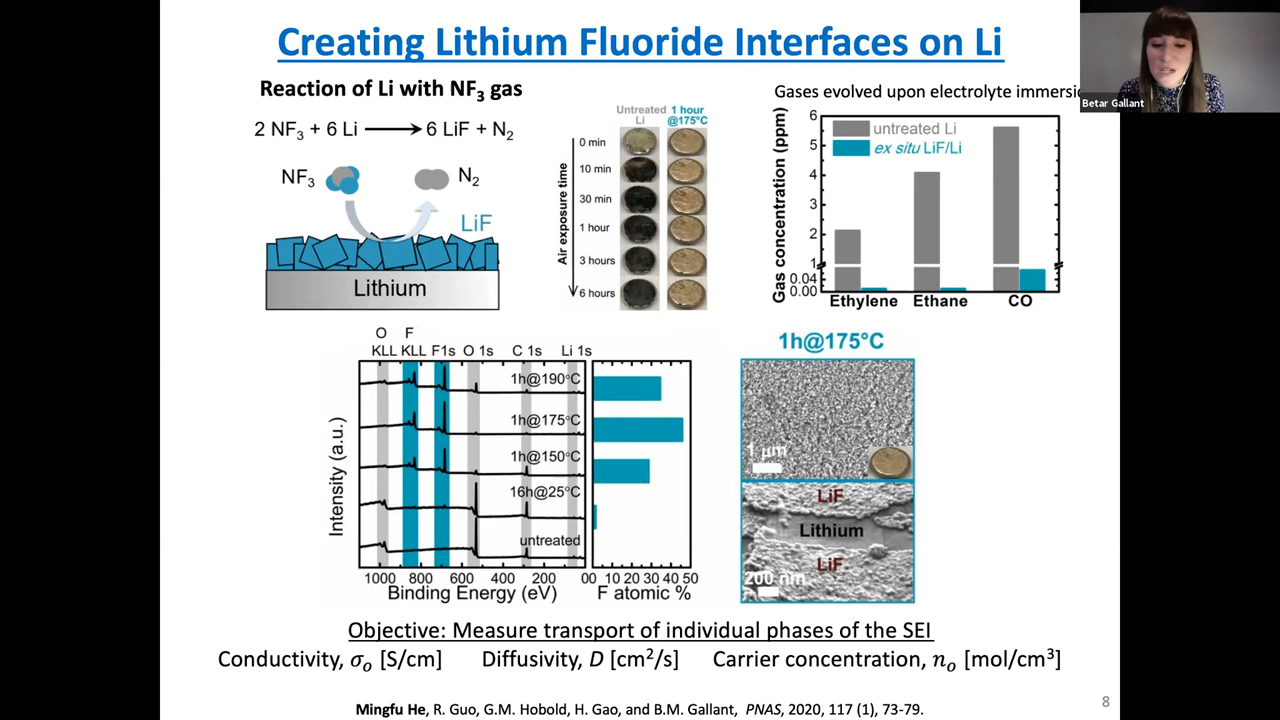 Creating Lithium Fluoride Interfaces on Li
Betar Gallant
Reaction of Li with NF₃ gas
2 NF₃ + 6 Li ⟶ 6 LiF + N₂
NF₃
N₂
LiF
Lithium
Untreated Li
1 hour @175°C
Air exposure time
0 min
10 min
30 min
1 hour
3 hours
6 hours
Gases evolved upon electrolyte immersi
Gas concentration (ppm)
6
5
4
3
2
1
0.04
0.00
untreated Li
ex situ LiF/Li
Ethylene Ethane CO
O F
KLL KLL F1s O 1s C 1s Li 1s
Intensity (a.u.)
1h@190°C
1h@175°C
1h@150°C
16h@25°C
untreated
1000 800 600 400 200 0
Binding Energy (eV)
0 10 20 30 40 50
F atomic %
1h@175°C
1 μm
LiF
Lithium
LiF
200 nm
Objective: Measure transport of individual phases of the SEI
Conductivity, σₒ [S/cm] Diffusivity, D [cm²/s] Carrier concentration, nₒ [mol/cm³]
Mingfu He, R. Guo, G.M. Hobold, H. Gao, and B.M. Gallant, PNAS, 2020, 117 (1), 73-79.
8